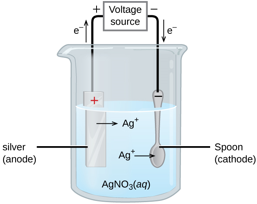 + Voltage source −
e⁻ e⁻
+ −
Ag⁺
silver (anode)
Ag⁺
Spoon (cathode)
AgNO₃(aq)